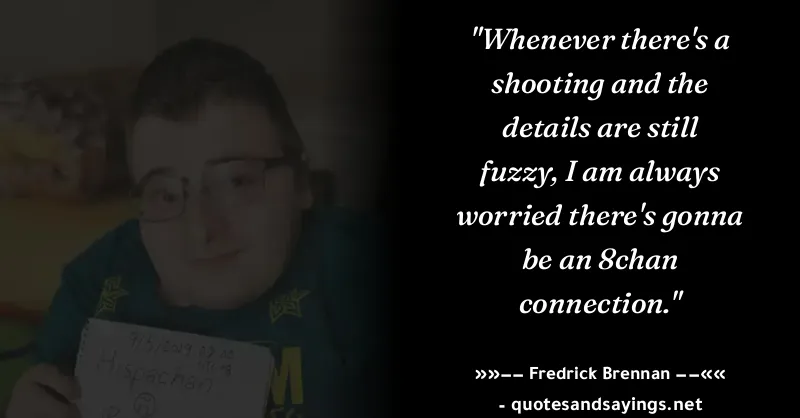 "Whenever there's a
shooting and the
details are still
fuzzy, I am always
worried there's gonna
be an 8chan
connection."
»»−− Fredrick Brennan −−««
- quotesandsayings.net
Hispachan